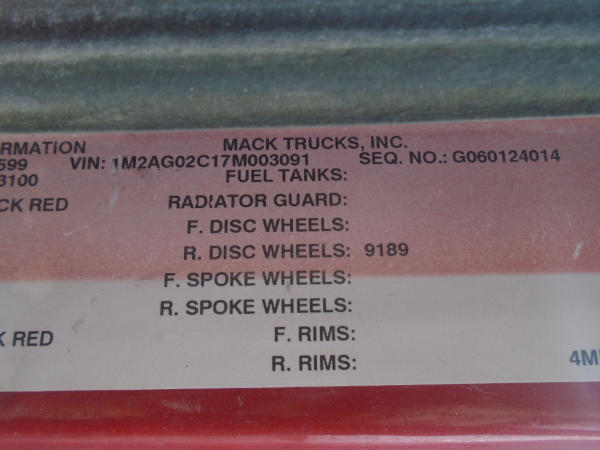 RMATION MACK TRUCKS, INC.
599 VIN: 1M2AG02C17M003091 SEQ. NO.: G060124014
3100 FUEL TANKS:
CK RED RADIATOR GUARD:
F. DISC WHEELS:
R. DISC WHEELS: 9189
F. SPOKE WHEELS:
R. SPOKE WHEELS:
K RED F. RIMS:
R. RIMS: 4M